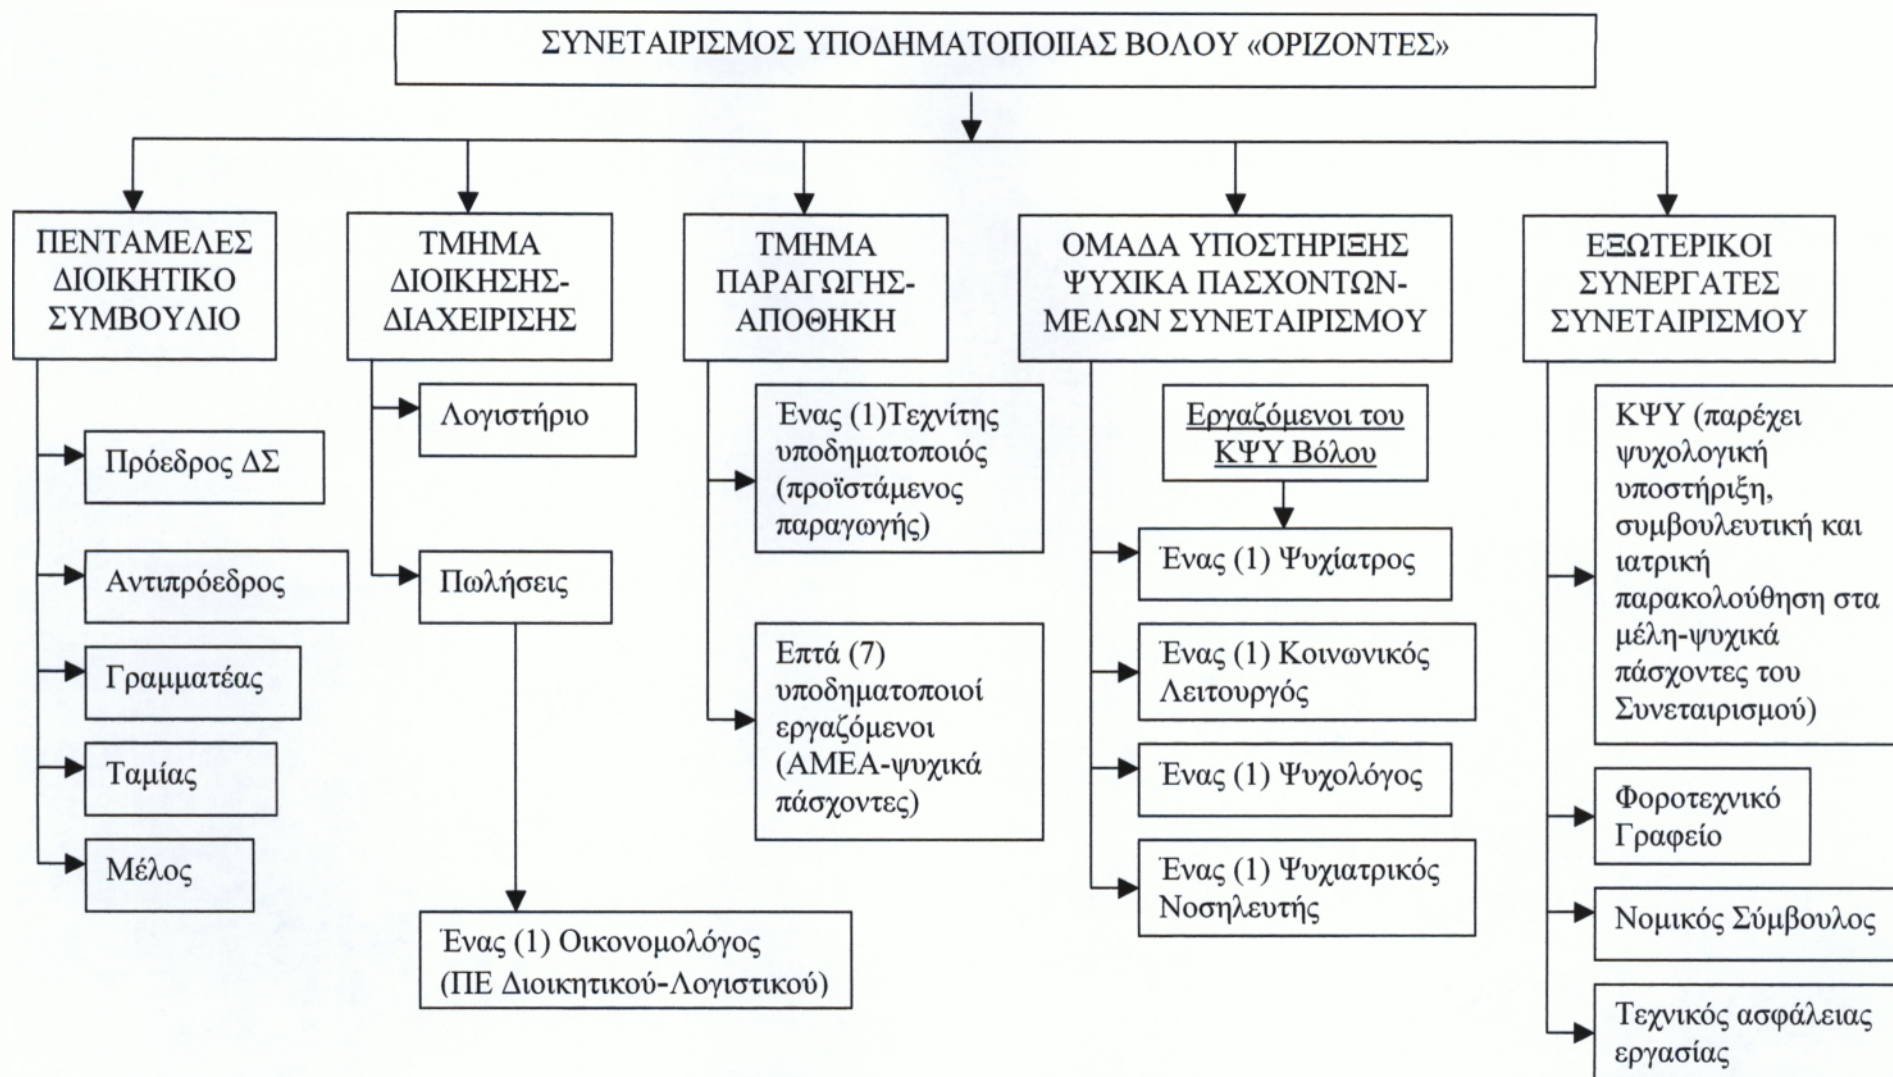 ΣΥΝΕΤΑΙΡΙΣΜΟΣ ΥΠΟΔΗΜΑΤΟΠΟΙΙΑΣ ΒΟΛΟΥ «ΟΡΙΖΟΝΤΕΣ»
ΠΕΝΤΑΜΕΛΕΣ
ΔΙΟΙΚΗΤΙΚΟ
ΣΥΜΒΟΥΛΙΟ
Πρόεδρος ΔΣ
Αντιπρόεδρος
Γραμματέας
Ταμίας
Μέλος
ΤΜΗΜΑ
ΔΙΟΙΚΗΣΗΣ-
ΔΙΑΧΕΙΡΙΣΗΣ
Λογιστήριο
Πωλήσεις
Ένας (1) Οικονομολόγος
(ΠΕ Διοικητικού-Λογιστικού)
ΤΜΗΜΑ
ΠΑΡΑΓΩΓΗΣ-
ΑΠΟΘΗΚΗ
Ένας (1)Τεχνίτης
υποδηματοποιός
(προϊστάμενος
παραγωγής)
Επτά (7)
υποδηματοποιοί
εργαζόμενοι
(ΑΜΕΑ-ψυχικά
πάσχοντες)
ΟΜΑΔΑ ΥΠΟΣΤΗΡΙΞΗΣ
ΨΥΧΙΚΑ ΠΑΣΧΟΝΤΩΝ-
ΜΕΛΩΝ ΣΥΝΕΤΑΙΡΙΣΜΟΥ
Εργαζόμενοι του
ΚΨΥ Βόλου
Ένας (1) Ψυχίατρος
Ένας (1) Κοινωνικός
Λειτουργός
Ένας (1) Ψυχολόγος
Ένας (1) Ψυχιατρικός
Νοσηλευτής
ΕΞΩΤΕΡΙΚΟΙ
ΣΥΝΕΡΓΑΤΕΣ
ΣΥΝΕΤΑΙΡΙΣΜΟΥ
ΚΨΥ (παρέχει
ψυχολογική
υποστήριξη,
συμβουλευτική και
ιατρική
παρακολούθηση στα
μέλη-ψυχικά
πάσχοντες του
Συνεταιρισμού)
Φοροτεχνικό
Γραφείο
Νομικός Σύμβουλος
Τεχνικός ασφάλειας
εργασίας